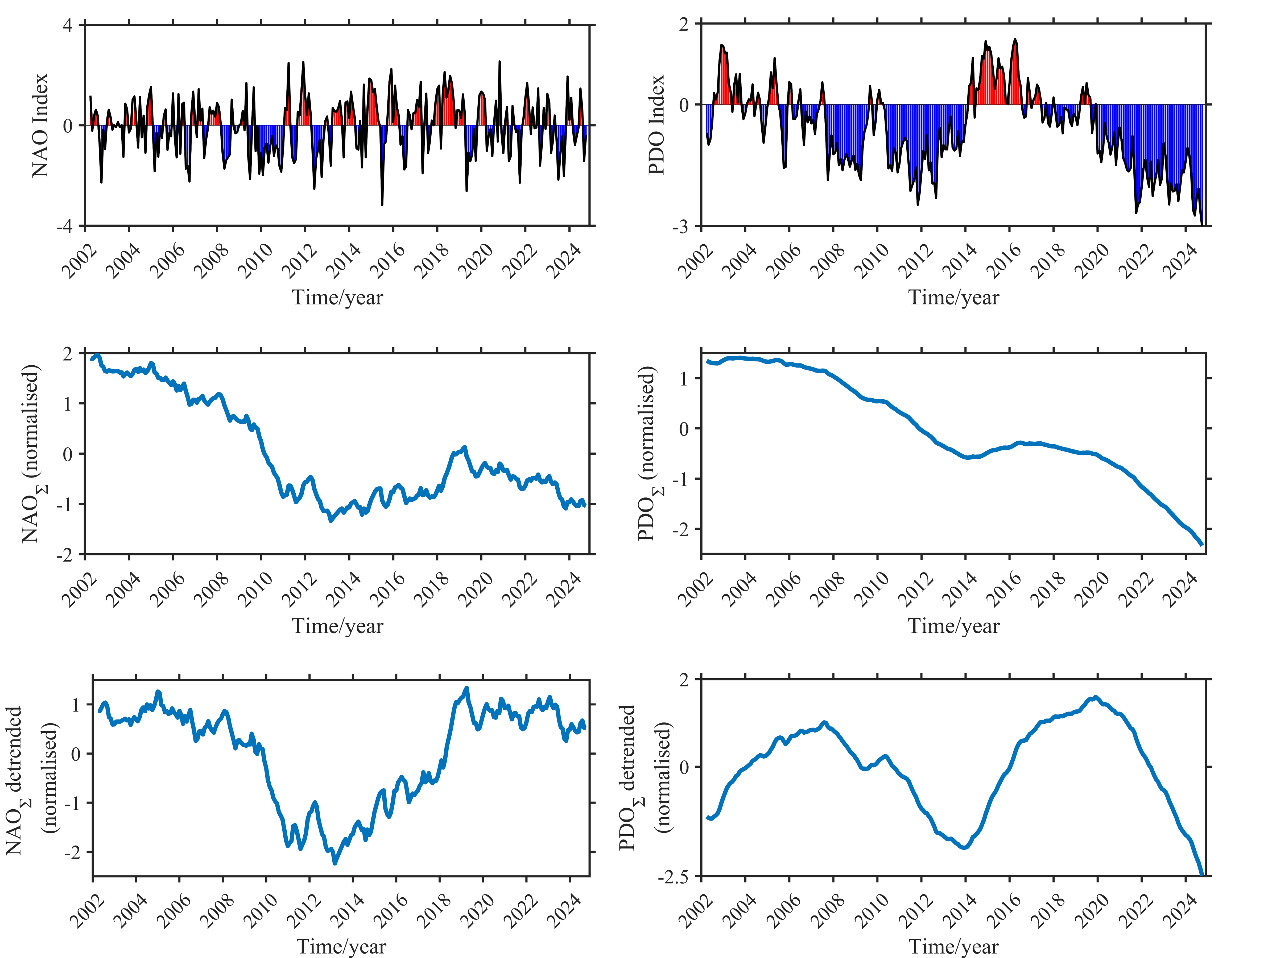 4
0
-4
NAO Index
2002 2004 2006 2008 2010 2012 2014 2016 2018 2020 2022 2024
Time/year
2
0
-3
PDO Index
2002 2004 2006 2008 2010 2012 2014 2016 2018 2020 2022 2024
Time/year
2
1
0
-1
-2
NAOΣ (normalised)
2002 2004 2006 2008 2010 2012 2014 2016 2018 2020 2022 2024
Time/year
1
0
-1
-2
PDOΣ (normalised)
2002 2004 2006 2008 2010 2012 2014 2016 2018 2020 2022 2024
Time/year
1
0
-1
-2
NAOΣ detrended
(normalised)
2002 2004 2006 2008 2010 2012 2014 2016 2018 2020 2022 2024
Time/year
2
0
-2.5
PDOΣ detrended
(normalised)
2002 2004 2006 2008 2010 2012 2014 2016 2018 2020 2022 2024
Time/year